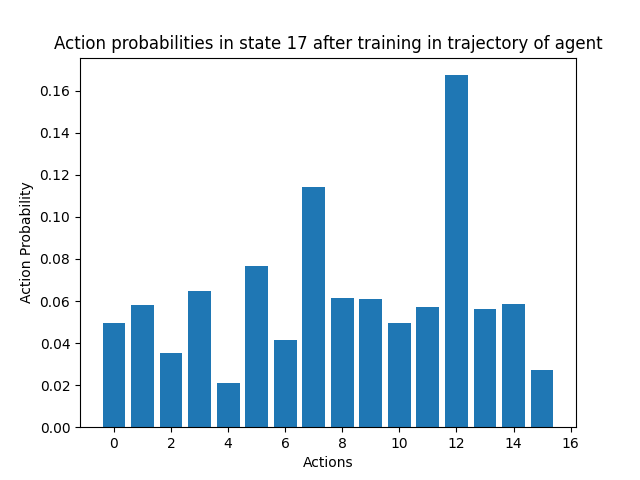 Action probabilities in state 17 after training in trajectory of agent
Action Probability
0.16
0.14
0.12
0.10
0.08
0.06
0.04
0.02
0.00
0 2 4 6 8 10 12 14 16
Actions